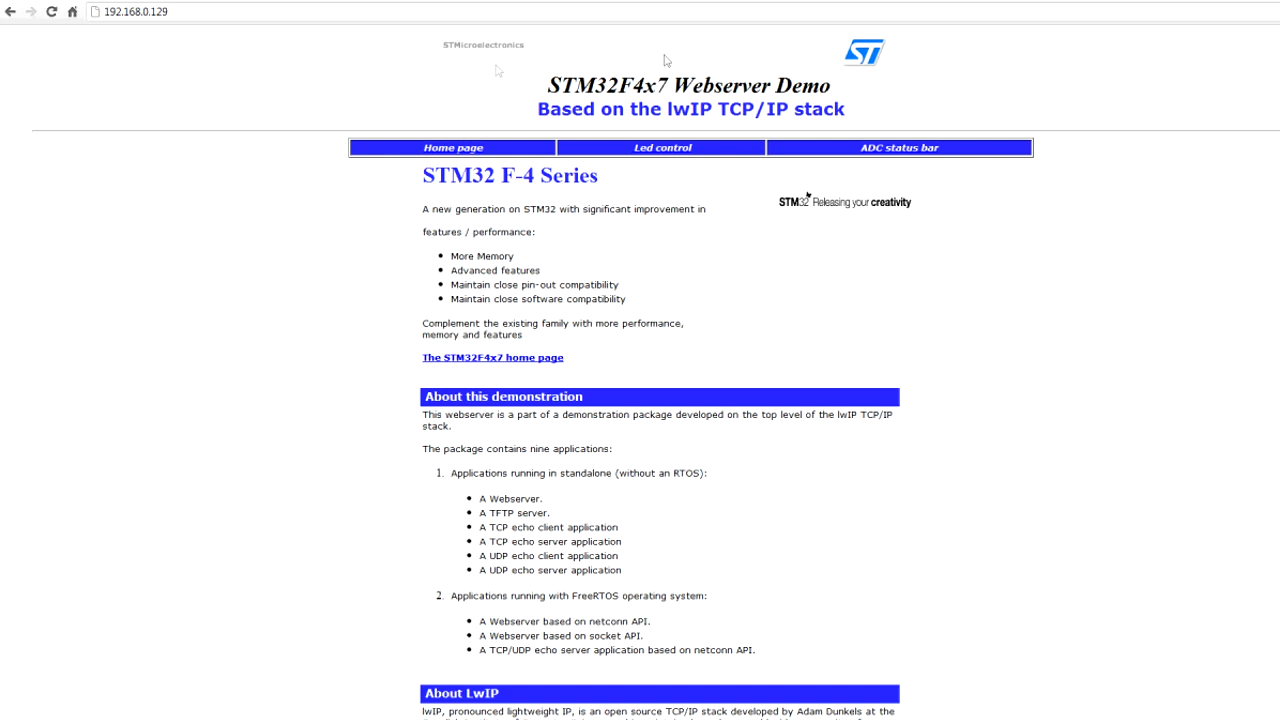 192.168.0.129
STMicroelectronics
ST
STM32F4x7 Webserver Demo
Based on the lwIP TCP/IP stack
Home page
Led control
ADC status bar
STM32 F-4 Series
STM32 Releasing your creativity
A new generation on STM32 with significant improvement in
features / performance:
More Memory
Advanced features
Maintain close pin-out compatibility
Maintain close software compatibility
Complement the existing family with more performance,
memory and features
The STM32F4x7 home page
About this demonstration
This webserver is a part of a demonstration package developed on the top level of the lwIP TCP/IP
stack.
The package contains nine applications:
1. Applications running in standalone (without an RTOS):
A Webserver.
A TFTP server.
A TCP echo client application
A TCP echo server application
A UDP echo client application
A UDP echo server application
2. Applications running with FreeRTOS operating system:
A Webserver based on netconn API.
A Webserver based on socket API.
A TCP/UDP echo server application based on netconn API.
About LwIP
lwIP, pronounced lightweight IP, is an open source TCP/IP stack developed by Adam Dunkels at the